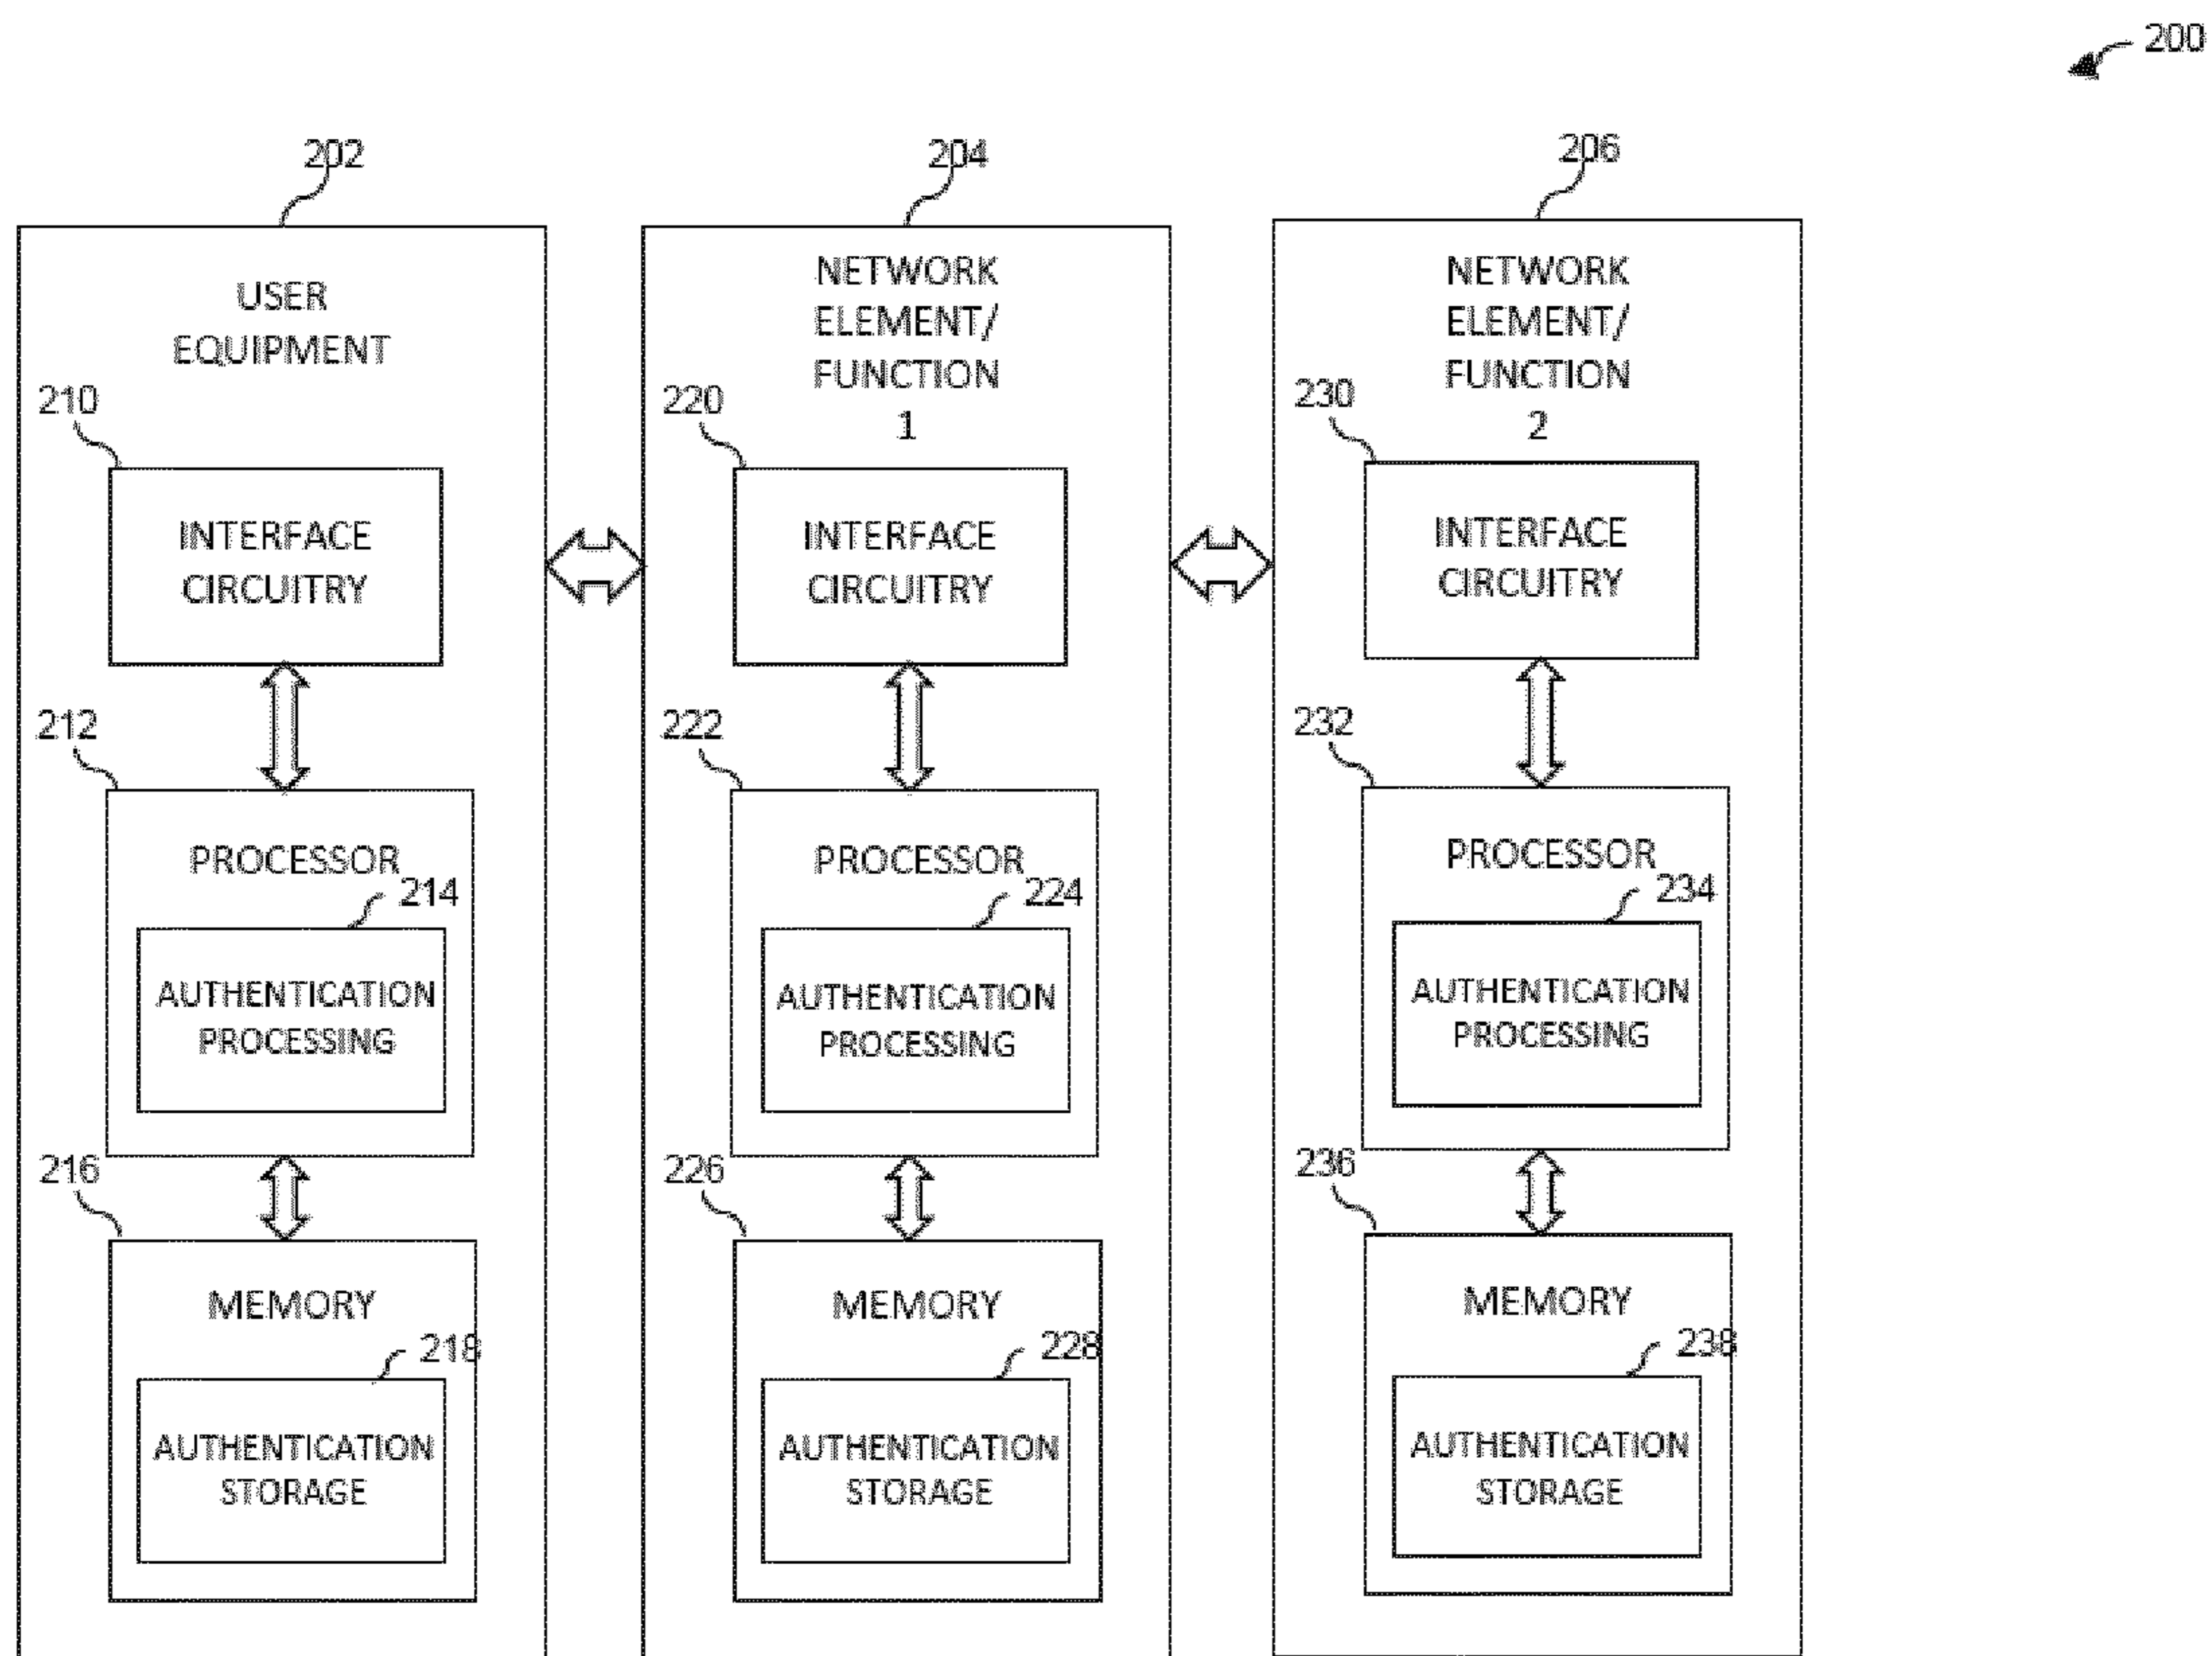 200
202
USER
EQUIPMENT
210
INTERFACE
CIRCUITRY
212
PROCESSOR
214
AUTHENTICATION
PROCESSING
216
MEMORY
218
AUTHENTICATION
STORAGE
204
NETWORK
ELEMENT/
FUNCTION
1
220
INTERFACE
CIRCUITRY
222
PROCESSOR
224
AUTHENTICATION
PROCESSING
226
MEMORY
228
AUTHENTICATION
STORAGE
206
NETWORK
ELEMENT/
FUNCTION
2
230
INTERFACE
CIRCUITRY
232
PROCESSOR
234
AUTHENTICATION
PROCESSING
236
MEMORY
238
AUTHENTICATION
STORAGE